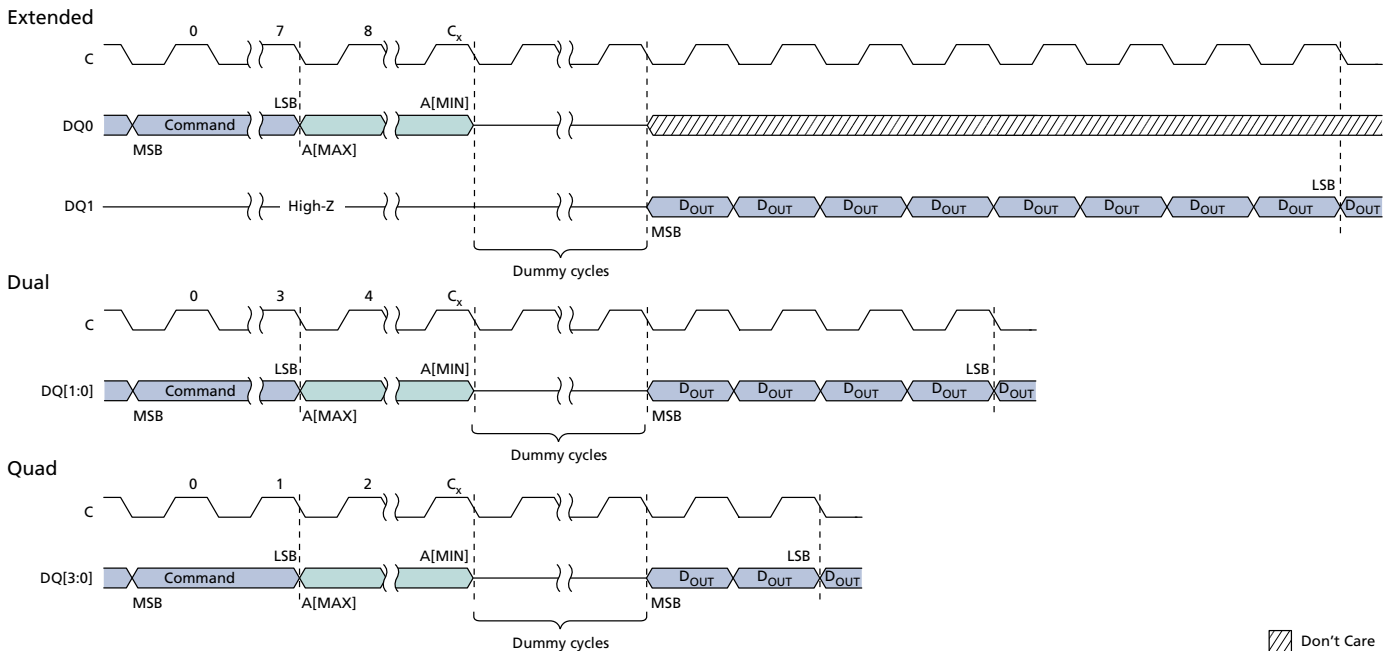 Extended
0 7 8 Cx
C
LSB A[MIN]
DQ0 Command
MSB A[MAX]
LSB
DQ1 High-Z DOUT DOUT DOUT DOUT DOUT DOUT DOUT DOUT DOUT
MSB
Dummy cycles
Dual
0 3 4 Cx
C
LSB A[MIN] LSB
DQ[1:0] Command DOUT DOUT DOUT DOUT DOUT
MSB A[MAX] MSB
Dummy cycles
Quad
0 1 2 Cx
C
LSB A[MIN] LSB
DQ[3:0] Command DOUT DOUT DOUT
MSB A[MAX] MSB
Dummy cycles
Don't Care